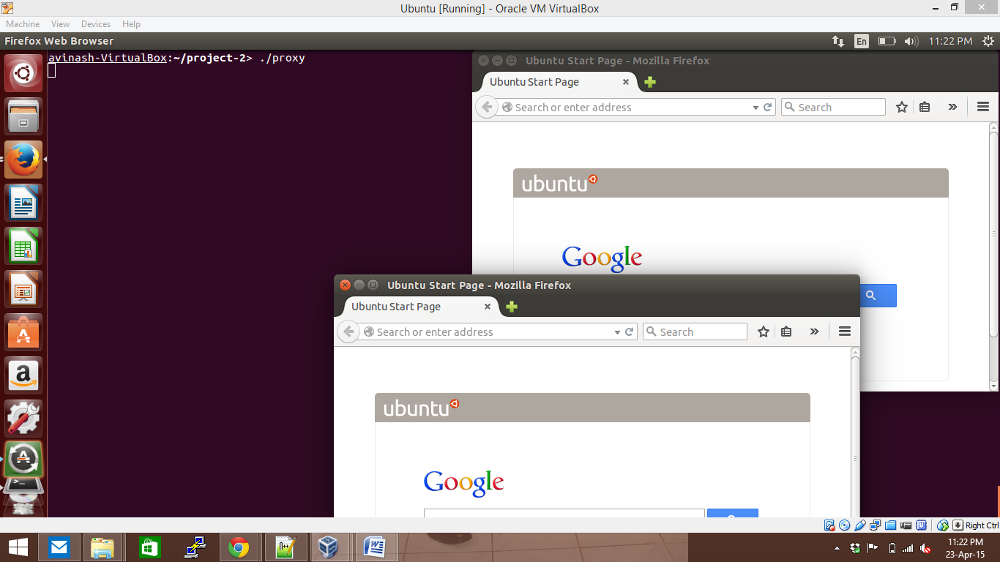 Ubuntu [Running] - Oracle VM VirtualBox
Machine View Devices Help
Firefox Web Browser En 11:22 PM
avinash-VirtualBox:~/project-2> ./proxy
Ubuntu Start Page - Mozilla Firefox
Ubuntu Start Page
Search or enter address Search
ubuntu
Google
Ubuntu Start Page - Mozilla Firefox
Ubuntu Start Page
Search or enter address Search
ubuntu
Google
Right Ctrl
11:22 PM
23-Apr-15